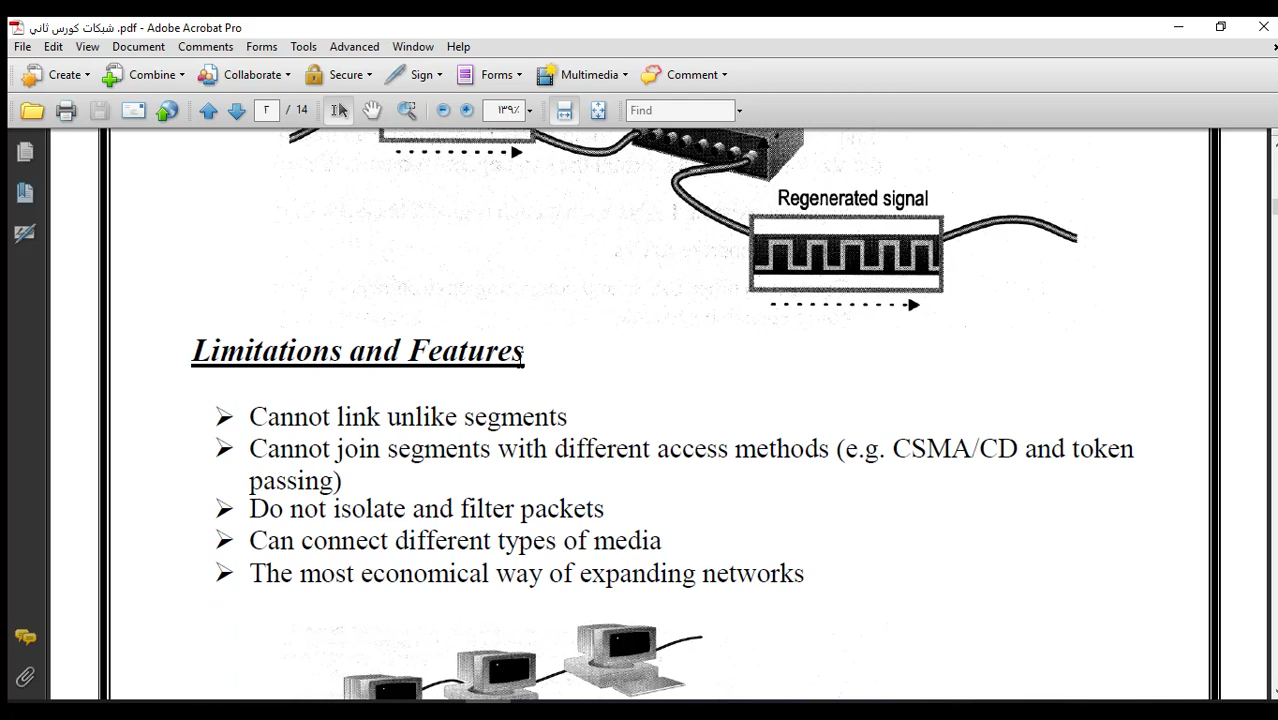 شبكات كورس ثاني .pdf - Adobe Acrobat Pro
File Edit View Document Comments Forms Tools Advanced Window Help
Create Combine Collaborate Secure Sign Forms Multimedia Comment
٢ / 14 ١٣٩٪ Find
Regenerated signal
Limitations and Features
Cannot link unlike segments
Cannot join segments with different access methods (e.g. CSMA/CD and token
passing)
Do not isolate and filter packets
Can connect different types of media
The most economical way of expanding networks